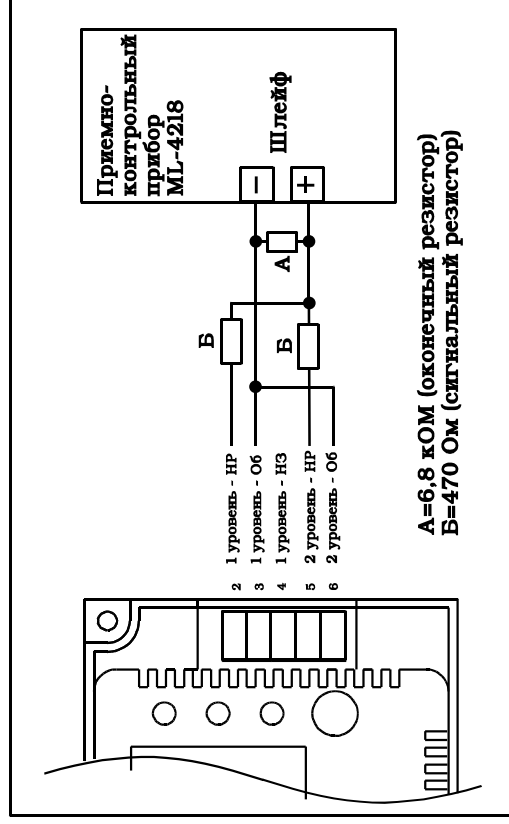 Приемно-
контрольный
прибор
ML-4218
Шлейф
–
+
А
Б
Б
2 1 уровень - НР
3 1 уровень - Об
4 1 уровень - НЗ
5 2 уровень - НР
6 2 уровень - Об
А=6,8 кОМ (оконечный резистор)
Б=470 Ом (сигнальный резистор)